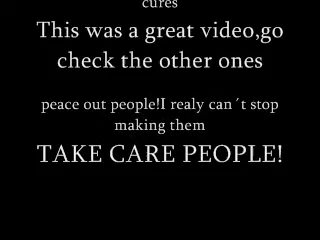 cures
This was a great video,go
check the other ones
peace out people!I realy can´t stop
making them
TAKE CARE PEOPLE!